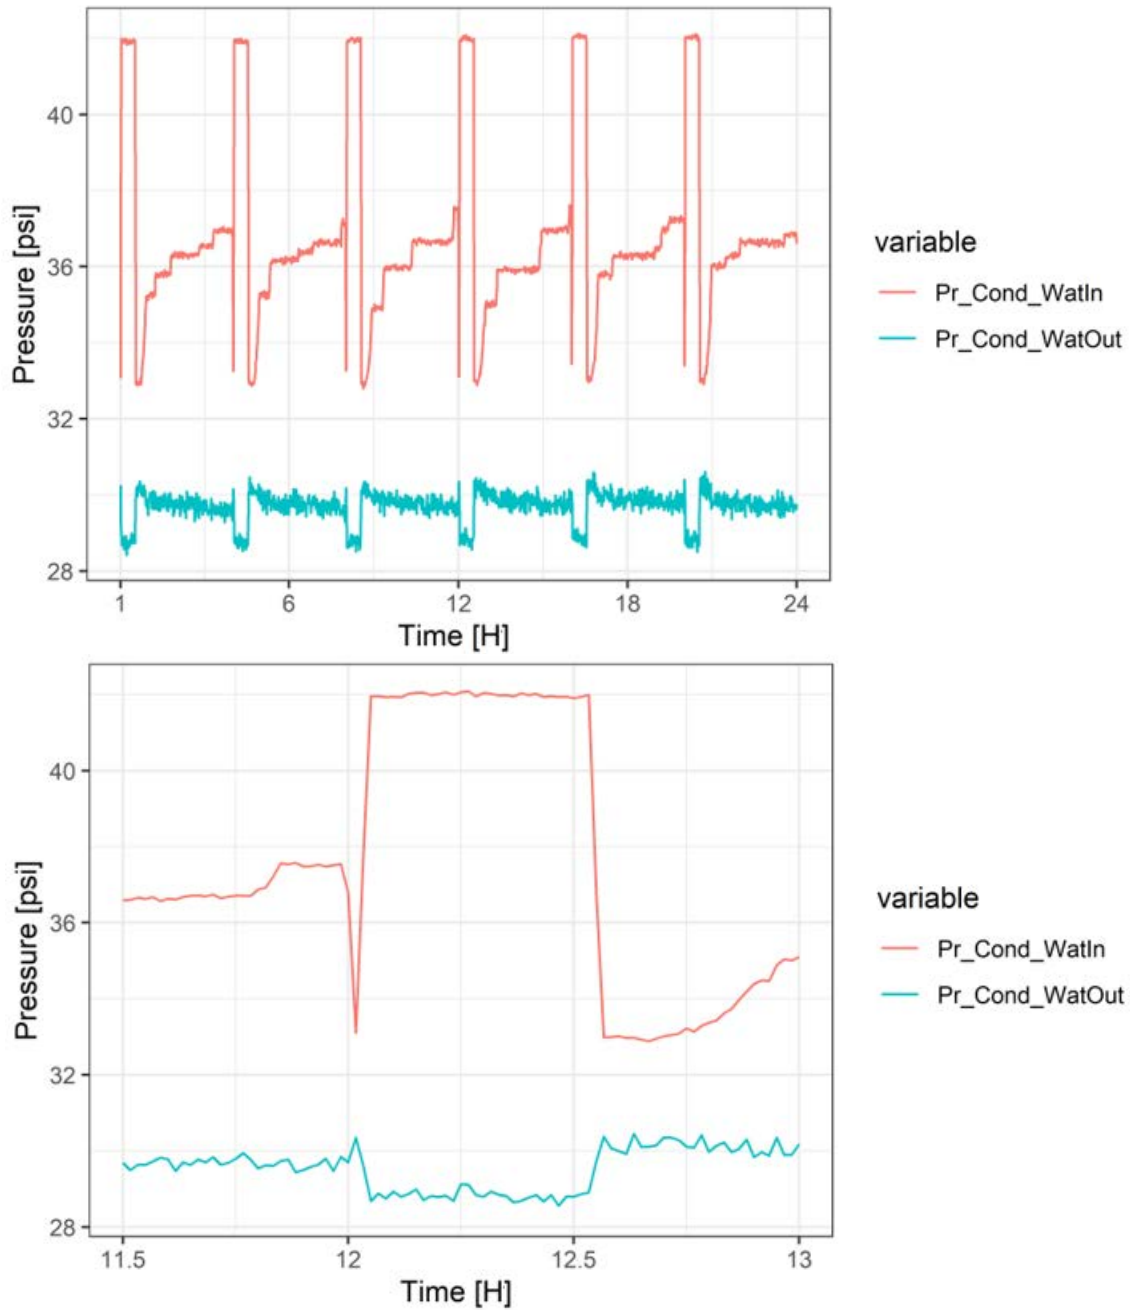 40
36
32
28
Pressure [psi]
1 6 12 18 24
Time [H]
variable
Pr_Cond_WatIn
Pr_Cond_WatOut
40
36
32
28
Pressure [psi]
11.5 12 12.5 13
Time [H]
variable
Pr_Cond_WatIn
Pr_Cond_WatOut